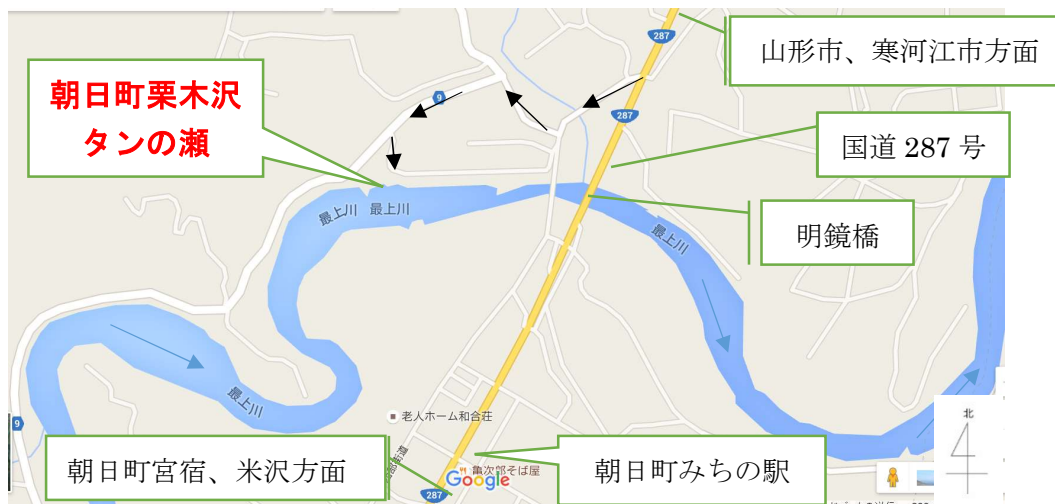 287
山形市、寒河江市方面
朝日町栗木沢
タンの瀬
9
287
国道 287 号
最上川 最上川
最上川
明鏡橋
最上川
9
老人ホーム和合荘
北
朝日町宮宿、米沢方面
亀次郎そば屋
Google
朝日町みちの駅
287